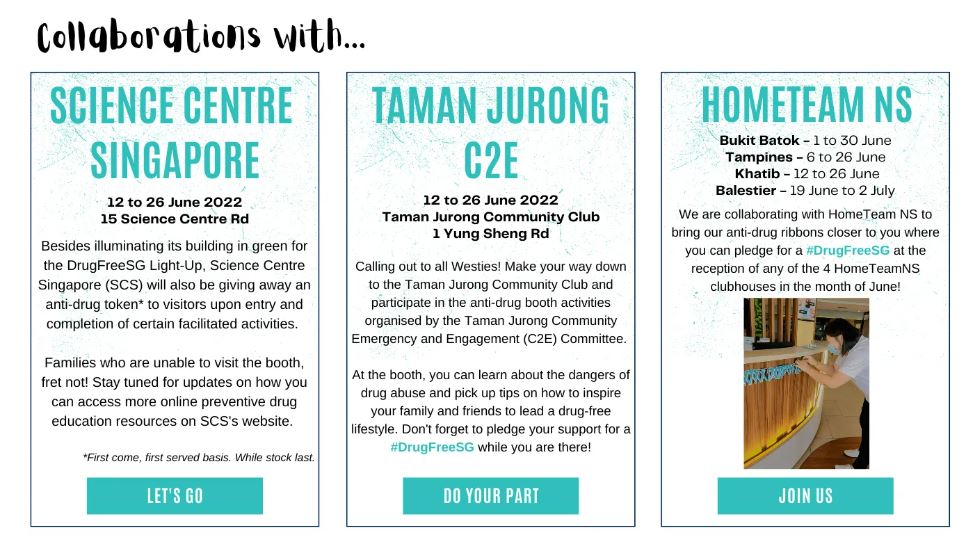 Collaborations with...
SCIENCE CENTRE
SINGAPORE
12 to 26 June 2022
15 Science Centre Rd
Besides illuminating its building in green for
the DrugFreeSG Light-Up, Science Centre
Singapore (SCS) will also be giving away an
anti-drug token* to visitors upon entry and
completion of certain facilitated activities.
Families who are unable to visit the booth,
fret not! Stay tuned for updates on how you
can access more online preventive drug
education resources on SCS's website.
*First come, first served basis. While stock last.
LET'S GO
TAMAN JURONG
C2E
12 to 26 June 2022
Taman Jurong Community Club
1 Yung Sheng Rd
Calling out to all Westies! Make your way down
to the Taman Jurong Community Club and
participate in the anti-drug booth activities
organised by the Taman Jurong Community
Emergency and Engagement (C2E) Committee.
At the booth, you can learn about the dangers of
drug abuse and pick up tips on how to inspire
your family and friends to lead a drug-free
lifestyle. Don't forget to pledge your support for a
#DrugFreeSG while you are there!
DO YOUR PART
HOMETEAM NS
Bukit Batok – 1 to 30 June
Tampines – 6 to 26 June
Khatib – 12 to 26 June
Balestier – 19 June to 2 July
We are collaborating with HomeTeam NS to
bring our anti-drug ribbons closer to you where
you can pledge for a #DrugFreeSG at the
reception of any of the 4 HomeTeamNS
clubhouses in the month of June!
JOIN US